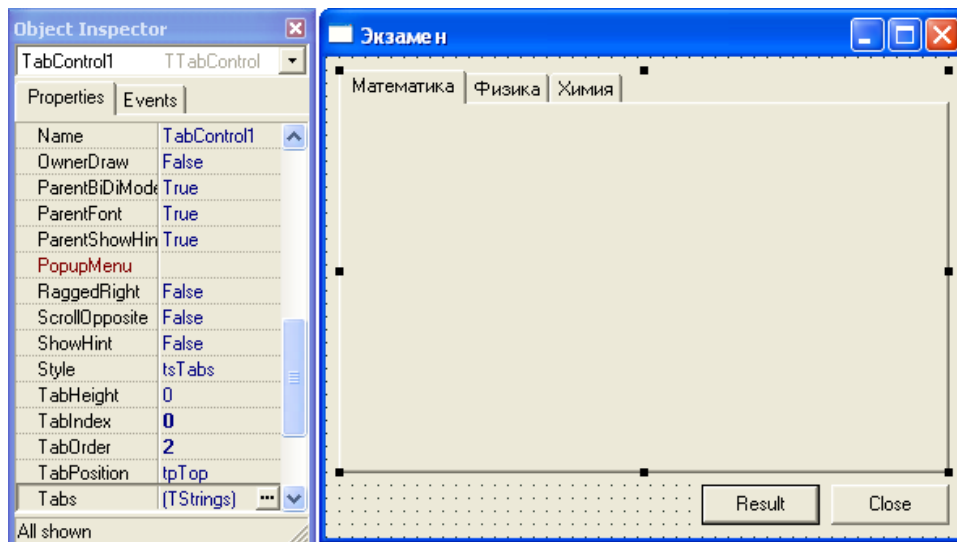 Object Inspector
TabControl1 TTabControl
Properties Events
Name TabControl1
OwnerDraw False
ParentBiDiMode True
ParentFont True
ParentShowHin True
PopupMenu
RaggedRight False
ScrollOpposite False
ShowHint False
Style tsTabs
TabHeight 0
TabIndex 0
TabOrder 2
TabPosition tpTop
Tabs (TStrings) ...
All shown
Экзамен
Математика Физика Химия
Result Close